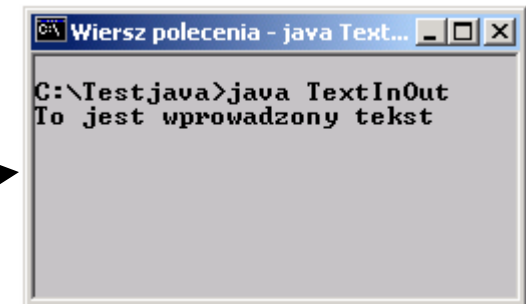 Wiersz polecenia - java Text...
C:\Testjava>java TextInOut
To jest wprowadzony tekst